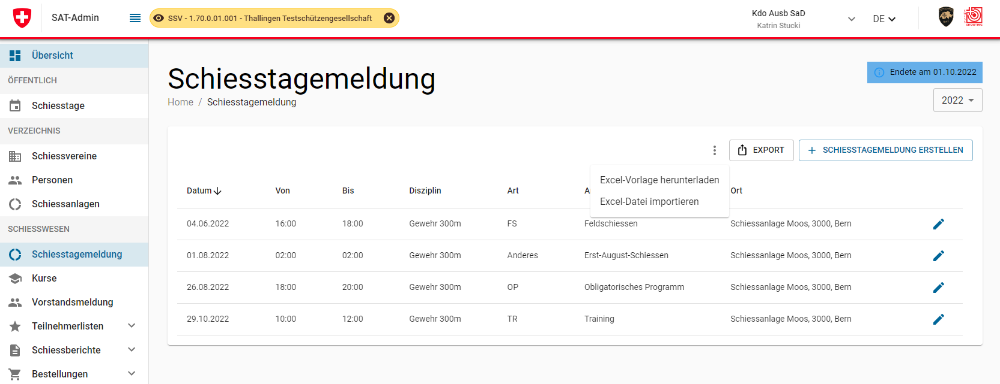 SAT-Admin
SSV - 1.70.0.01.001 - Thallingen Testschützengesellschaft
Kdo Ausb SaD
Katrin Stucki
DE
Übersicht
ÖFFENTLICH
Schiesstage
VERZEICHNIS
Schiessvereine
Personen
Schiessanlagen
SCHIESSWESEN
Schiesstagemeldung
Kurse
Vorstandsmeldung
Teilnehmerlisten
Schiessberichte
Bestellungen
Schiesstagemeldung
Home / Schiesstagemeldung
Endete am 01.10.2022
2022
EXPORT
SCHIESSTAGEMELDUNG ERSTELLEN
Excel-Vorlage herunterladen
Excel-Datei importieren
Datum Von Bis Disziplin Art Ort
04.06.2022 16:00 18:00 Gewehr 300m FS Feldschiessen Schiessanlage Moos, 3000, Bern
01.08.2022 02:00 02:00 Gewehr 300m Anderes Erst-August-Schiessen Schiessanlage Moos, 3000, Bern
26.08.2022 18:00 20:00 Gewehr 300m OP Obligatorisches Programm Schiessanlage Moos, 3000, Bern
29.10.2022 10:00 12:00 Gewehr 300m TR Training Schiessanlage Moos, 3000, Bern